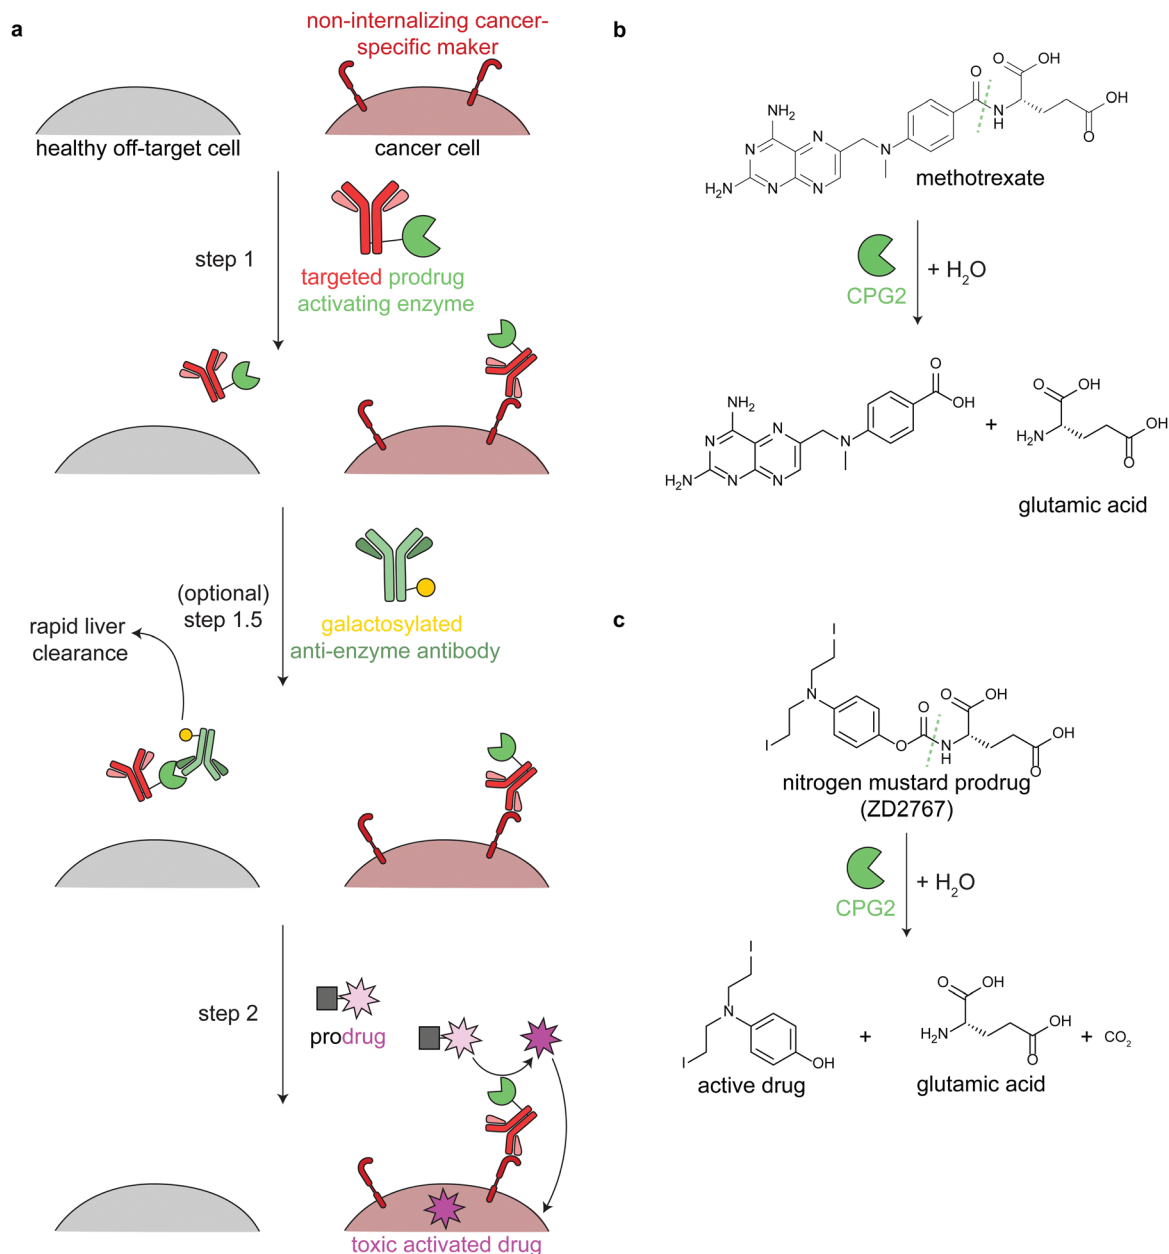 a
non-internalizing cancer-
specific maker
healthy off-target cell
cancer cell
step 1
targeted prodrug
activating enzyme
(optional)
step 1.5
rapid liver
clearance
galactosylated
anti-enzyme antibody
step 2
prodrug
toxic activated drug
b
NH2
N
N
N
N
H2N
N
O
N
H
O
OH
OH
O
methotrexate
CPG2
+ H2O
NH2
N
N
N
N
H2N
N
O
OH
+
O
OH
H2N
OH
O
glutamic acid
c
I
N
I
O
O
N
H
O
OH
OH
O
nitrogen mustard prodrug
(ZD2767)
CPG2
+ H2O
I
N
I
OH
active drug
+
O
OH
H2N
OH
O
glutamic acid
+ CO2